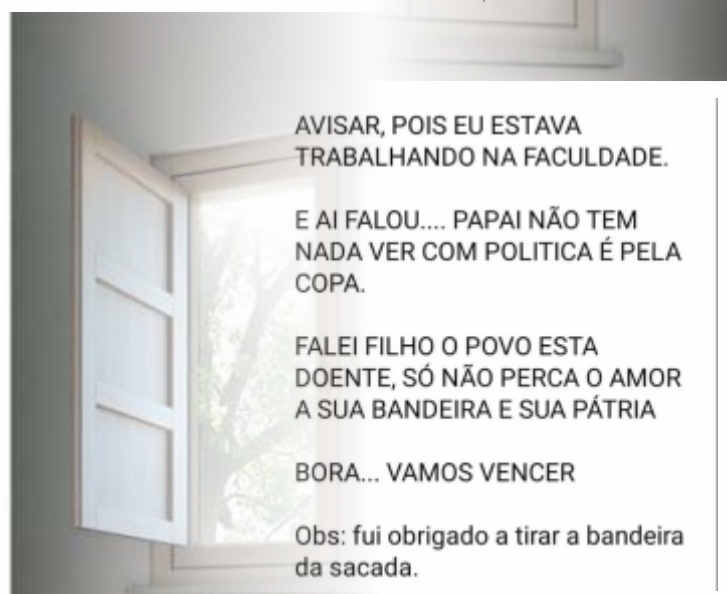 AVISAR, POIS EU ESTAVA
TRABALHANDO NA FACULDADE.
E AI FALOU.... PAPAI NÃO TEM
NADA VER COM POLITICA É PELA
COPA.
FALEI FILHO O POVO ESTA
DOENTE, SÓ NÃO PERCA O AMOR
A SUA BANDEIRA E SUA PÁTRIA
BORA... VAMOS VENCER
Obs: fui obrigado a tirar a bandeira
da sacada.